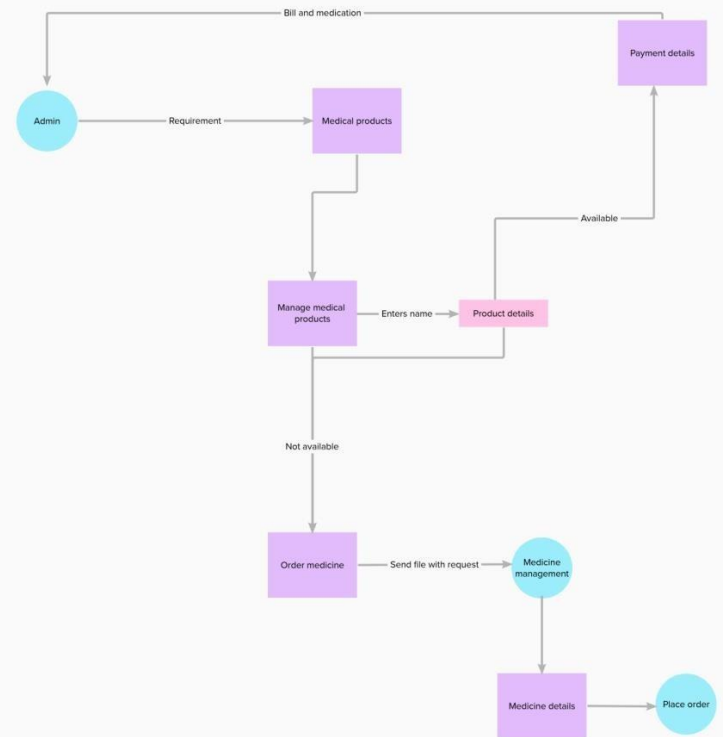 Bill and medication
Payment details
Admin
Requirement
Medical products
Available
Manage medical
products
Enters name
Product details
Not available
Order medicine
Send file with request
Medicine
management
Medicine details
Place order